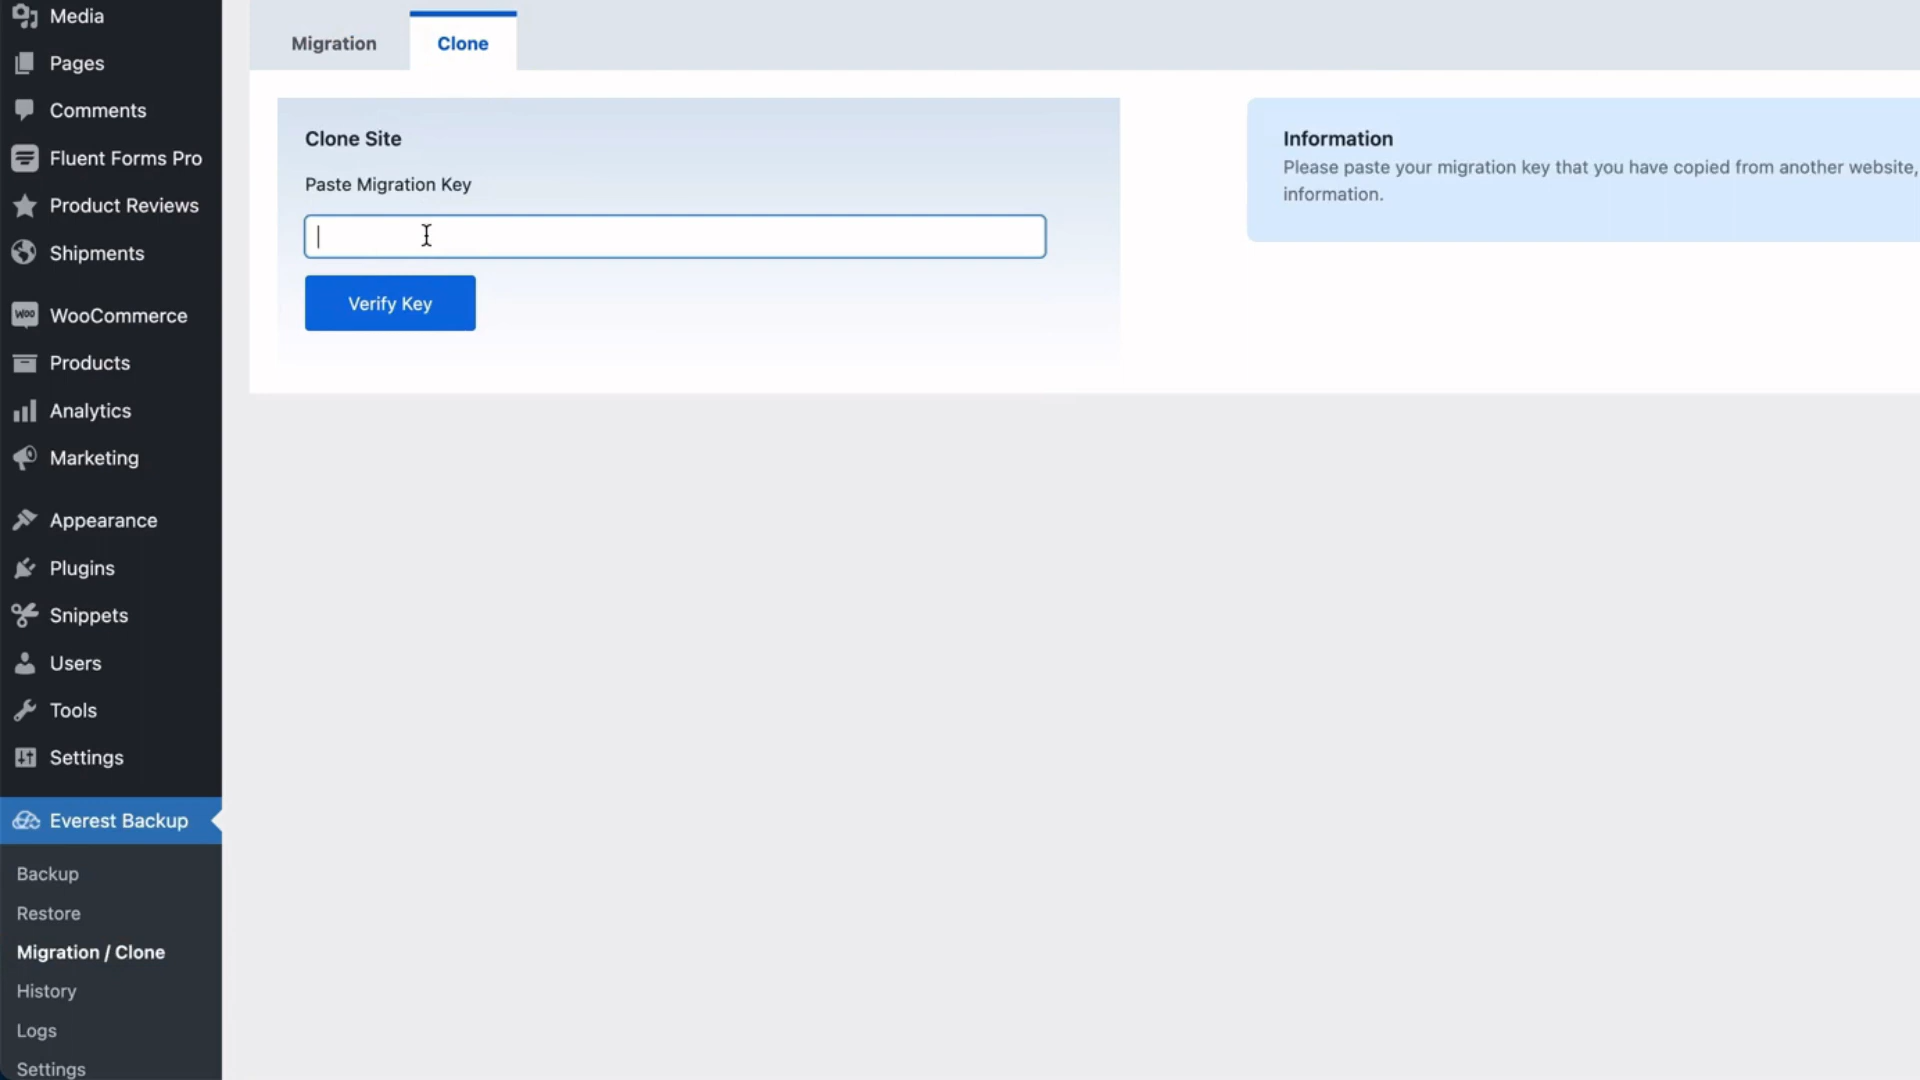 Media
Pages
Comments
Fluent Forms Pro
Product Reviews
Shipments
WOO
WooCommerce
Products
Analytics
Marketing
Appearance
Plugins
Snippets
Users
Tools
Settings
Everest Backup
Backup
Restore
Migration / Clone
History
Logs
Settings
Migration
Clone
Clone Site
Paste Migration Key
Verify Key
Information
Please paste your migration key that you have copied from another website,
information.